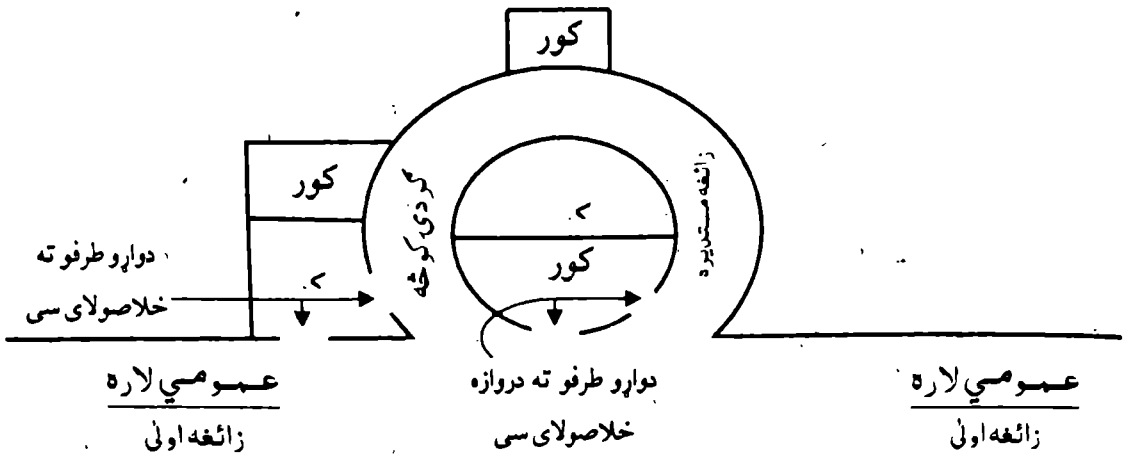 کور
کور
ګردی کوڅه
زائغه مستدیره
کور
دواړو طرفو ته
خلاصولای سی
عمومي لاره
زائغه اولیٰ
دواړو طرفو ته دروازه
خلاصولای سی
عمومي لاره
زائغه اولیٰ